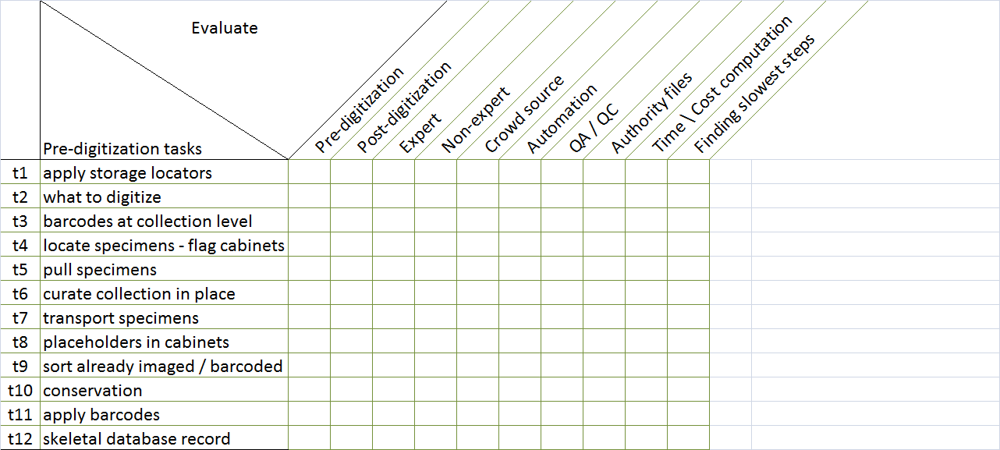 Evaluate
Pre-digitization
Post-digitization
Expert
Non-expert
Crowd source
Automation
QA / QC
Authority files
Time \ Cost computation
Finding slowest steps
Pre-digitization tasks
t1 apply storage locators
t2 what to digitize
t3 barcodes at collection level
t4 locate specimens - flag cabinets
t5 pull specimens
t6 curate collection in place
t7 transport specimens
t8 placeholders in cabinets
t9 sort already imaged / barcoded
t10 conservation
t11 apply barcodes
t12 skeletal database record